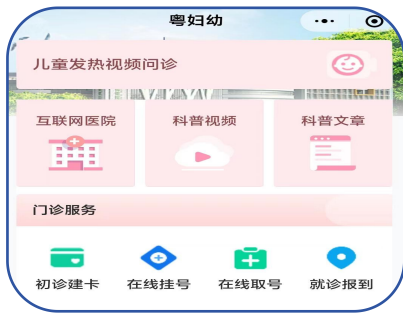 粤妇幼
儿童发热视频问诊
互联网医院 科普视频 科普文章
门诊服务
初诊建卡 在线挂号 在线取号 就诊报到